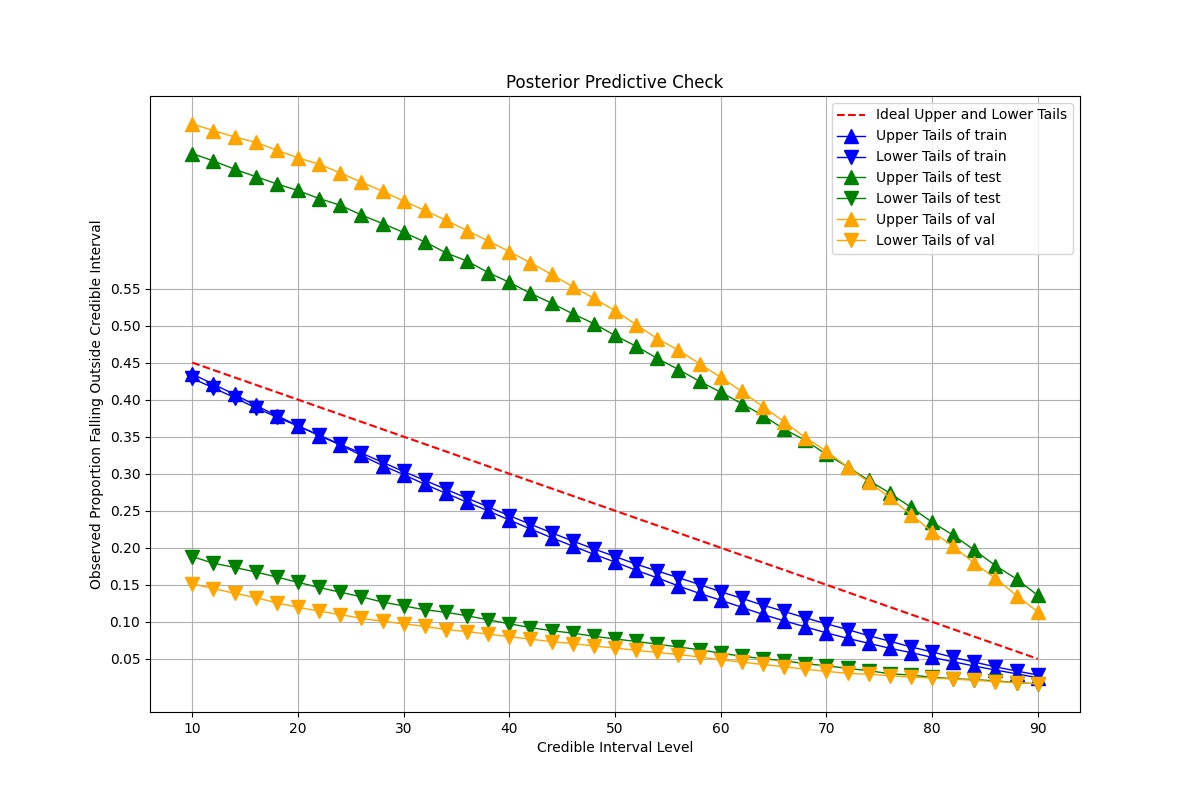 Posterior Predictive Check
Ideal Upper and Lower Tails
Upper Tails of train
Lower Tails of train
Upper Tails of test
Lower Tails of test
Upper Tails of val
Lower Tails of val
Observed Proportion Falling Outside Credible Interval
0.55
0.50
0.45
0.40
0.35
0.30
0.25
0.20
0.15
0.10
0.05
10 20 30 40 50 60 70 80 90
Credible Interval Level